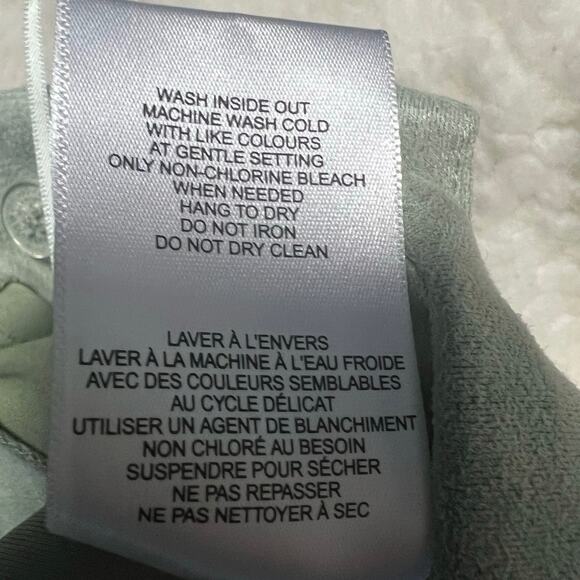 WASH INSIDE OUT
MACHINE WASH COLD
WITH LIKE COLOURS
AT GENTLE SETTING
ONLY NON-CHLORINE BLEACH
WHEN NEEDED
HANG TO DRY
DO NOT IRON
DO NOT DRY CLEAN
LAVER À L'ENVERS
LAVER À LA MACHINE À L'EAU FROIDE
AVEC DES COULEURS SEMBLABLES
AU CYCLE DÉLICAT
UTILISER UN AGENT DE BLANCHIMENT
NON CHLORÉ AU BESOIN
SUSPENDRE POUR SÉCHER
NE PAS REPASSER
NE PAS NETTOYER À SEC